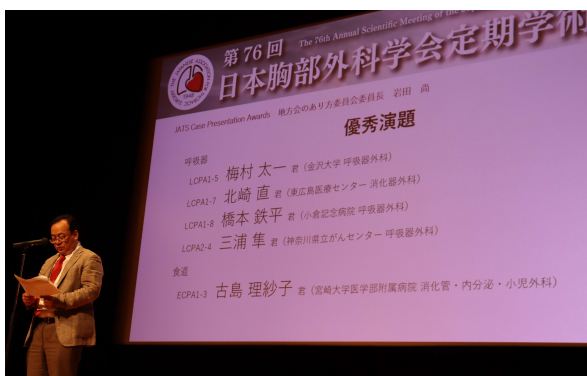 第76回 The 76th Annual Scientific Meeting of the
日本胸部外科学会定期学術
JATS Case Presentation Awards 地方会のあり方委員会委員長 岩田 尚
優秀演題
呼吸器
LCPA1-5 梅村 太一 君（金沢大学 呼吸器外科）
LCPA1-7 北崎 直 君（東広島医療センター 消化器外科）
LCPA1-8 橋本 鉄平 君（小倉記念病院 呼吸器外科）
LCPA2-4 三浦 隼 君（神奈川県立がんセンター 呼吸器外科）
食道
ECPA1-3 古島 理紗子 君（宮崎大学医学部附属病院 消化管・内分泌・小児外科）